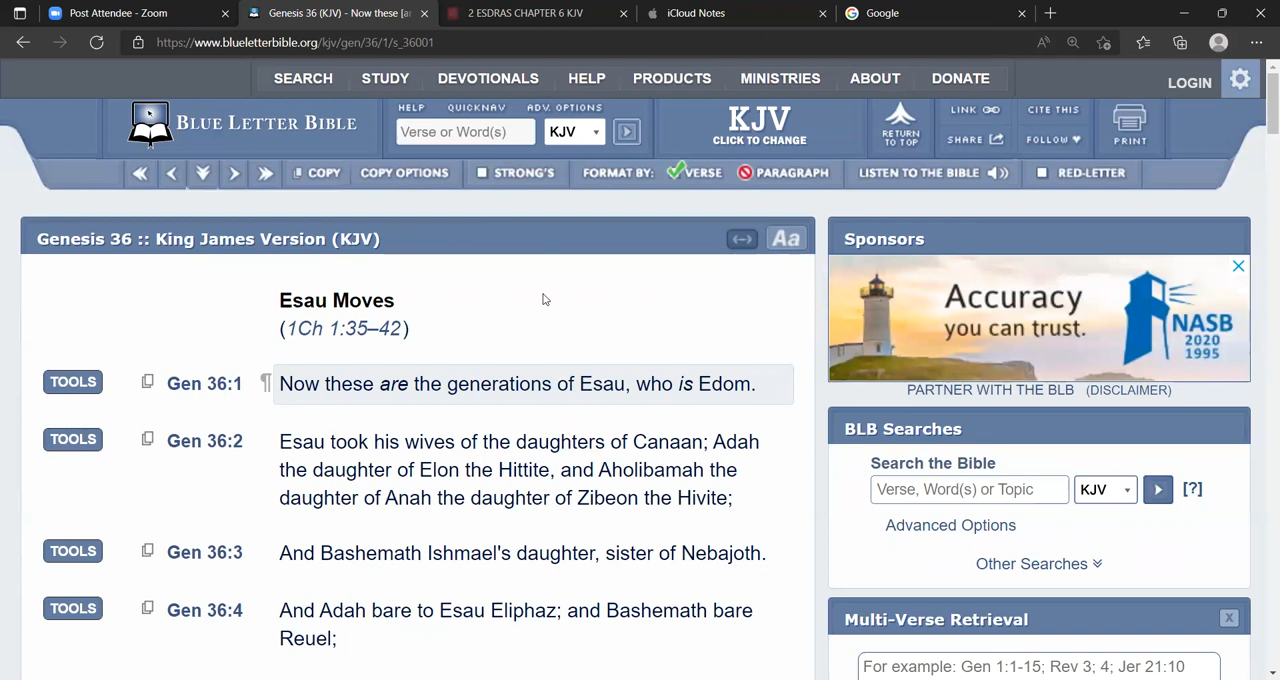 Post Attendee - Zoom
Genesis 36 (KJV) - Now these [ar
2 ESDRAS CHAPTER 6 KJV
iCloud Notes
Google
https://www.blueletterbible.org/kjv/gen/36/1/s_36001
SEARCH STUDY DEVOTIONALS HELP PRODUCTS MINISTRIES ABOUT DONATE
LOGIN
BLUE LETTER BIBLE
HELP QUICKNAV ADV. OPTIONS
Verse or Word(s) KJV
KJV
CLICK TO CHANGE
RETURN
TO TOP
LINK CITE THIS
SHARE FOLLOW
PRINT
COPY COPY OPTIONS STRONG'S FORMAT BY: VERSE PARAGRAPH LISTEN TO THE BIBLE RED-LETTER
Genesis 36 :: King James Version (KJV)
Aa
Esau Moves
(1Ch 1:35–42)
TOOLS Gen 36:1 ¶ Now these are the generations of Esau, who is Edom.
TOOLS Gen 36:2 Esau took his wives of the daughters of Canaan; Adah
the daughter of Elon the Hittite, and Aholibamah the
daughter of Anah the daughter of Zibeon the Hivite;
TOOLS Gen 36:3 And Bashemath Ishmael's daughter, sister of Nebajoth.
TOOLS Gen 36:4 And Adah bare to Esau Eliphaz; and Bashemath bare
Reuel;
Sponsors
Accuracy
you can trust.
NASB
2020
1995
PARTNER WITH THE BLB (DISCLAIMER)
BLB Searches
Search the Bible
Verse, Word(s) or Topic KJV [?]
Advanced Options
Other Searches
Multi-Verse Retrieval
X
For example: Gen 1:1-15; Rev 3; 4; Jer 21:10